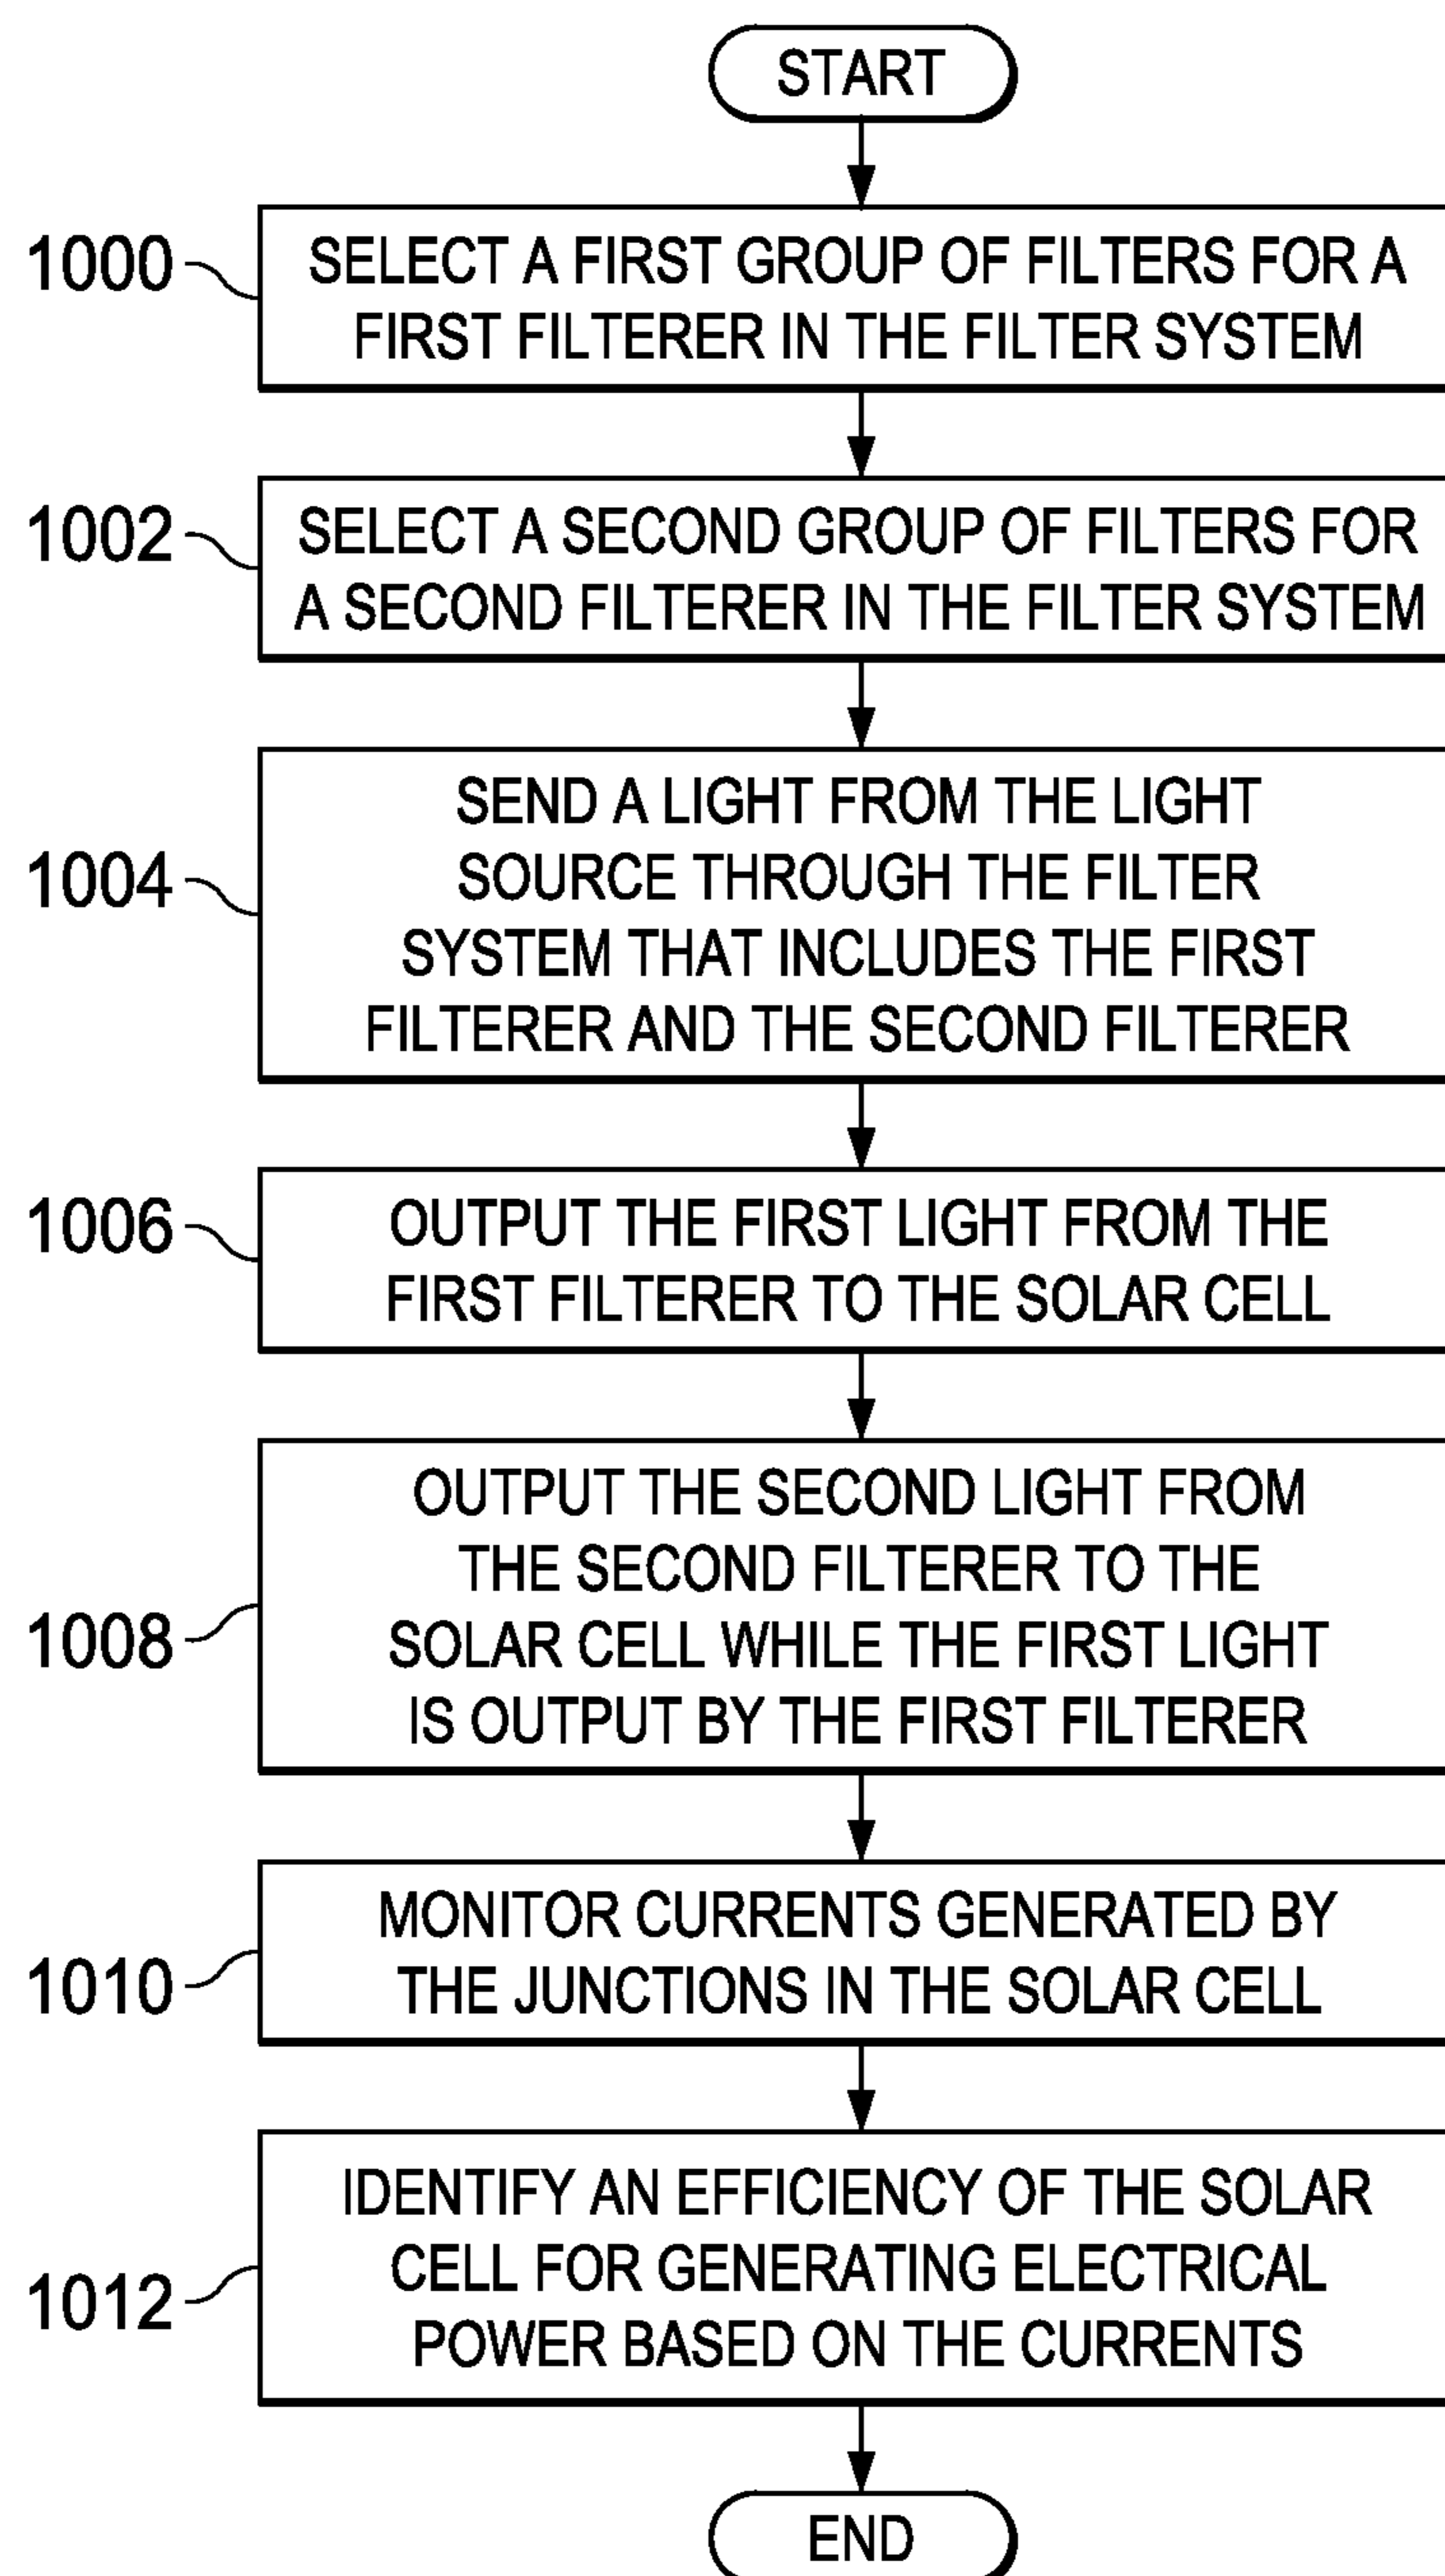 START
1000
SELECT A FIRST GROUP OF FILTERS FOR A
FIRST FILTERER IN THE FILTER SYSTEM
1002
SELECT A SECOND GROUP OF FILTERS FOR
A SECOND FILTERER IN THE FILTER SYSTEM
1004
SEND A LIGHT FROM THE LIGHT
SOURCE THROUGH THE FILTER
SYSTEM THAT INCLUDES THE FIRST
FILTERER AND THE SECOND FILTERER
1006
OUTPUT THE FIRST LIGHT FROM THE
FIRST FILTERER TO THE SOLAR CELL
1008
OUTPUT THE SECOND LIGHT FROM
THE SECOND FILTERER TO THE
SOLAR CELL WHILE THE FIRST LIGHT
IS OUTPUT BY THE FIRST FILTERER
1010
MONITOR CURRENTS GENERATED BY
THE JUNCTIONS IN THE SOLAR CELL
1012
IDENTIFY AN EFFICIENCY OF THE SOLAR
CELL FOR GENERATING ELECTRICAL
POWER BASED ON THE CURRENTS
END